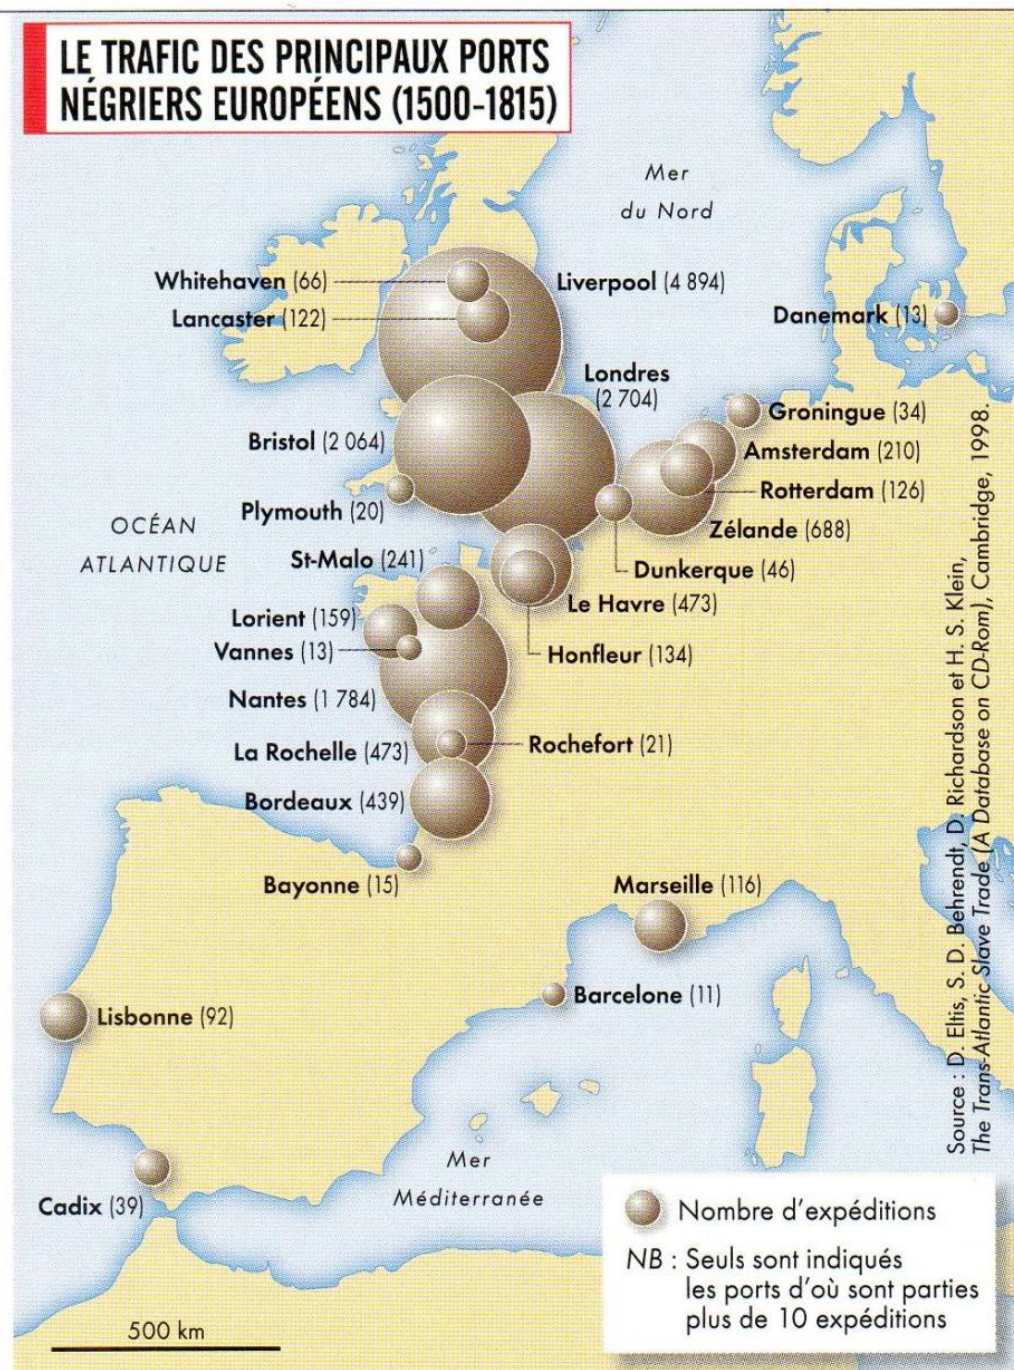 LE TRAFIC DES PRINCIPAUX PORTS
NÉGRIERS EUROPÉENS (1500-1815)
Mer
du Nord
Whitehaven (66)
Liverpool (4 894)
Lancaster (122)
Danemark (13)
Londres
(2 704)
Groningue (34)
Bristol (2 064)
Amsterdam (210)
Rotterdam (126)
Plymouth (20)
Zélande (688)
OCÉAN
ATLANTIQUE
St-Malo (241)
Dunkerque (46)
Le Havre (473)
Lorient (159)
Vannes (13)
Honfleur (134)
Nantes (1 784)
La Rochelle (473)
Rochefort (21)
Bordeaux (439)
Bayonne (15)
Marseille (116)
Barcelone (11)
Lisbonne (92)
Mer
Méditerranée
Cadix (39)
Source : D. Eltis, S. D. Behrendt, D. Richardson et H. S. Klein,
The Trans-Atlantic Slave Trade (A Database on CD-Rom), Cambridge, 1998.
Nombre d'expéditions
NB : Seuls sont indiqués
les ports d'où sont parties
plus de 10 expéditions
500 km